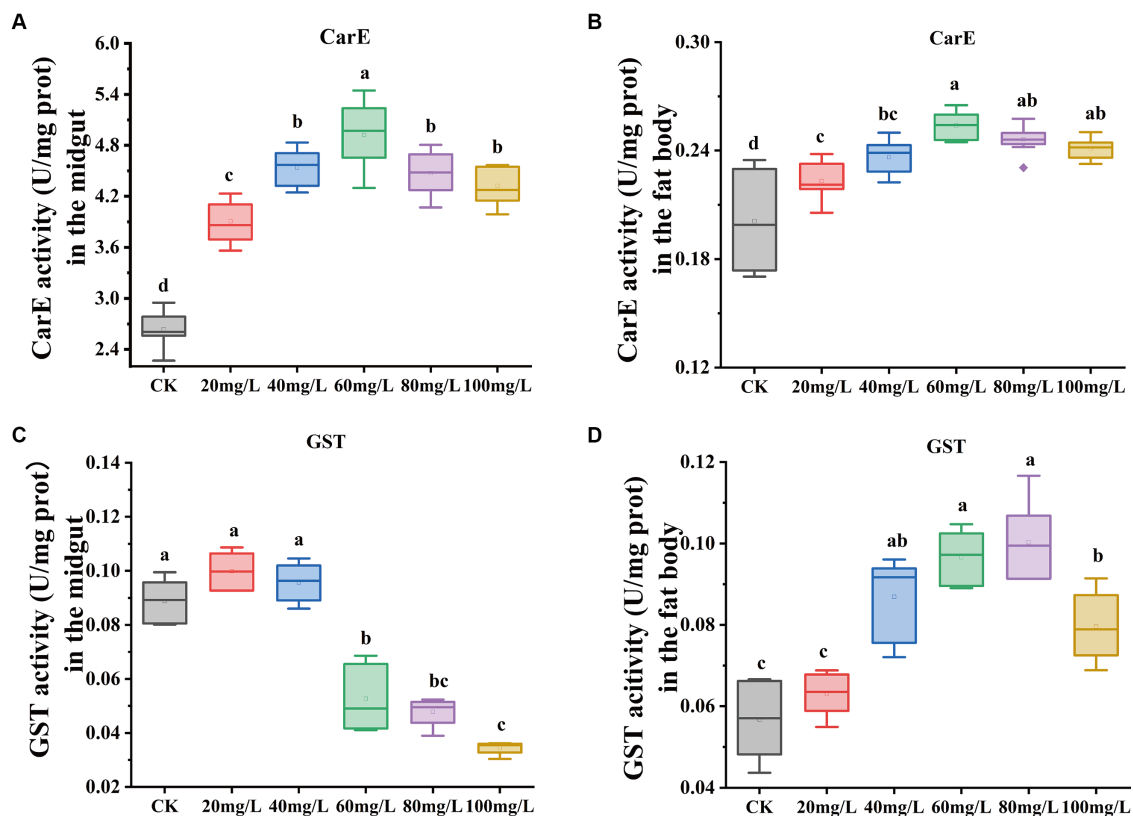 A
CarE
CarE activity (U/mg prot)
in the midgut
6.0
5.4
4.8
4.2
3.6
3.0
2.4
d
c
b
a
b
b
CK
20mg/L
40mg/L
60mg/L
80mg/L
100mg/L
B
CarE
CarE activity (U/mg prot)
in the fat body
0.30
0.24
0.18
0.12
d
c
bc
a
ab
ab
CK
20mg/L
40mg/L
60mg/L
80mg/L
100mg/L
C
GST
GST activity (U/mg prot)
in the midgut
0.14
0.12
0.10
0.08
0.06
0.04
0.02
a
a
a
b
bc
c
CK
20mg/L
40mg/L
60mg/L
80mg/L
100mg/L
D
GST
GST acitivity (U/mg prot)
in the fat body
0.12
0.10
0.08
0.06
0.04
c
c
ab
a
a
b
CK
20mg/L
40mg/L
60mg/L
80mg/L
100mg/L